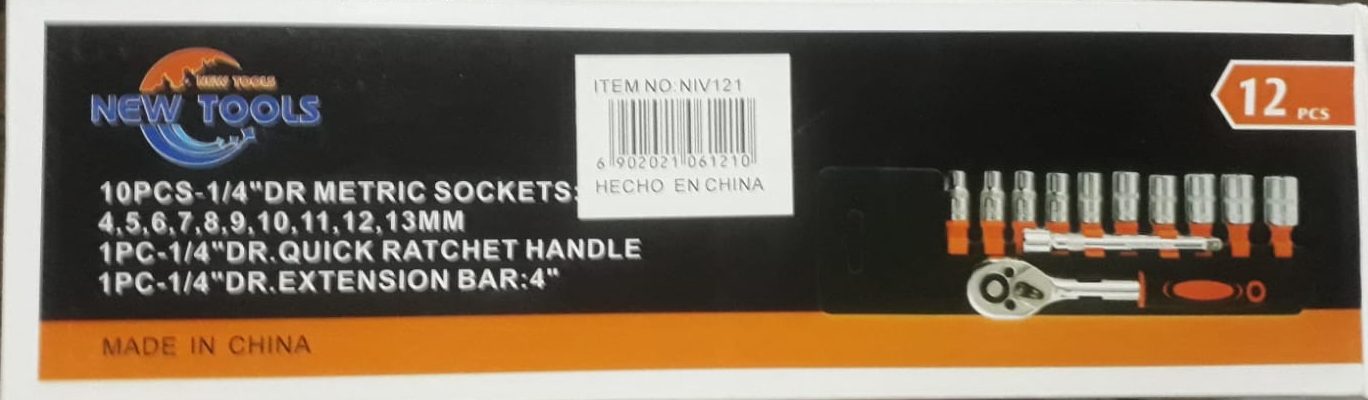 NEW TOOLS
NEW TOOLS
10PCS-1/4"DR METRIC SOCKETS:
4,5,6,7,8,9,10,11,12,13MM
1PC-1/4"DR.QUICK RATCHET HANDLE
1PC-1/4"DR.EXTENSION BAR:4"
MADE IN CHINA
ITEM NO:NIV121
6 902021 061210
HECHO EN CHINA
12 PCS